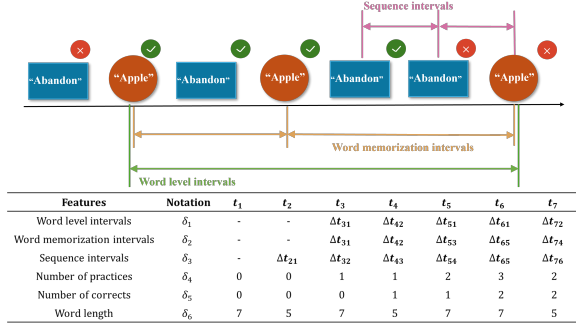 Sequence intervals
"Abandon" "Apple" "Abandon" "Apple" "Abandon" "Abandon" "Apple"
Word memorization intervals
Word level intervals
Features Notation t₁ t₂ t₃ t₄ t₅ t₆ t₇
Word level intervals δ₁ - - Δt₃₁ Δt₄₂ Δt₅₁ Δt₆₁ Δt₇₂
Word memorization intervals δ₂ - - Δt₃₁ Δt₄₂ Δt₅₃ Δt₆₅ Δt₇₄
Sequence intervals δ₃ - Δt₂₁ Δt₃₂ Δt₄₃ Δt₅₄ Δt₆₅ Δt₇₆
Number of practices δ₄ 0 0 1 1 2 3 2
Number of corrects δ₅ 0 0 0 1 1 2 2
Word length δ₆ 7 5 7 5 7 7 5